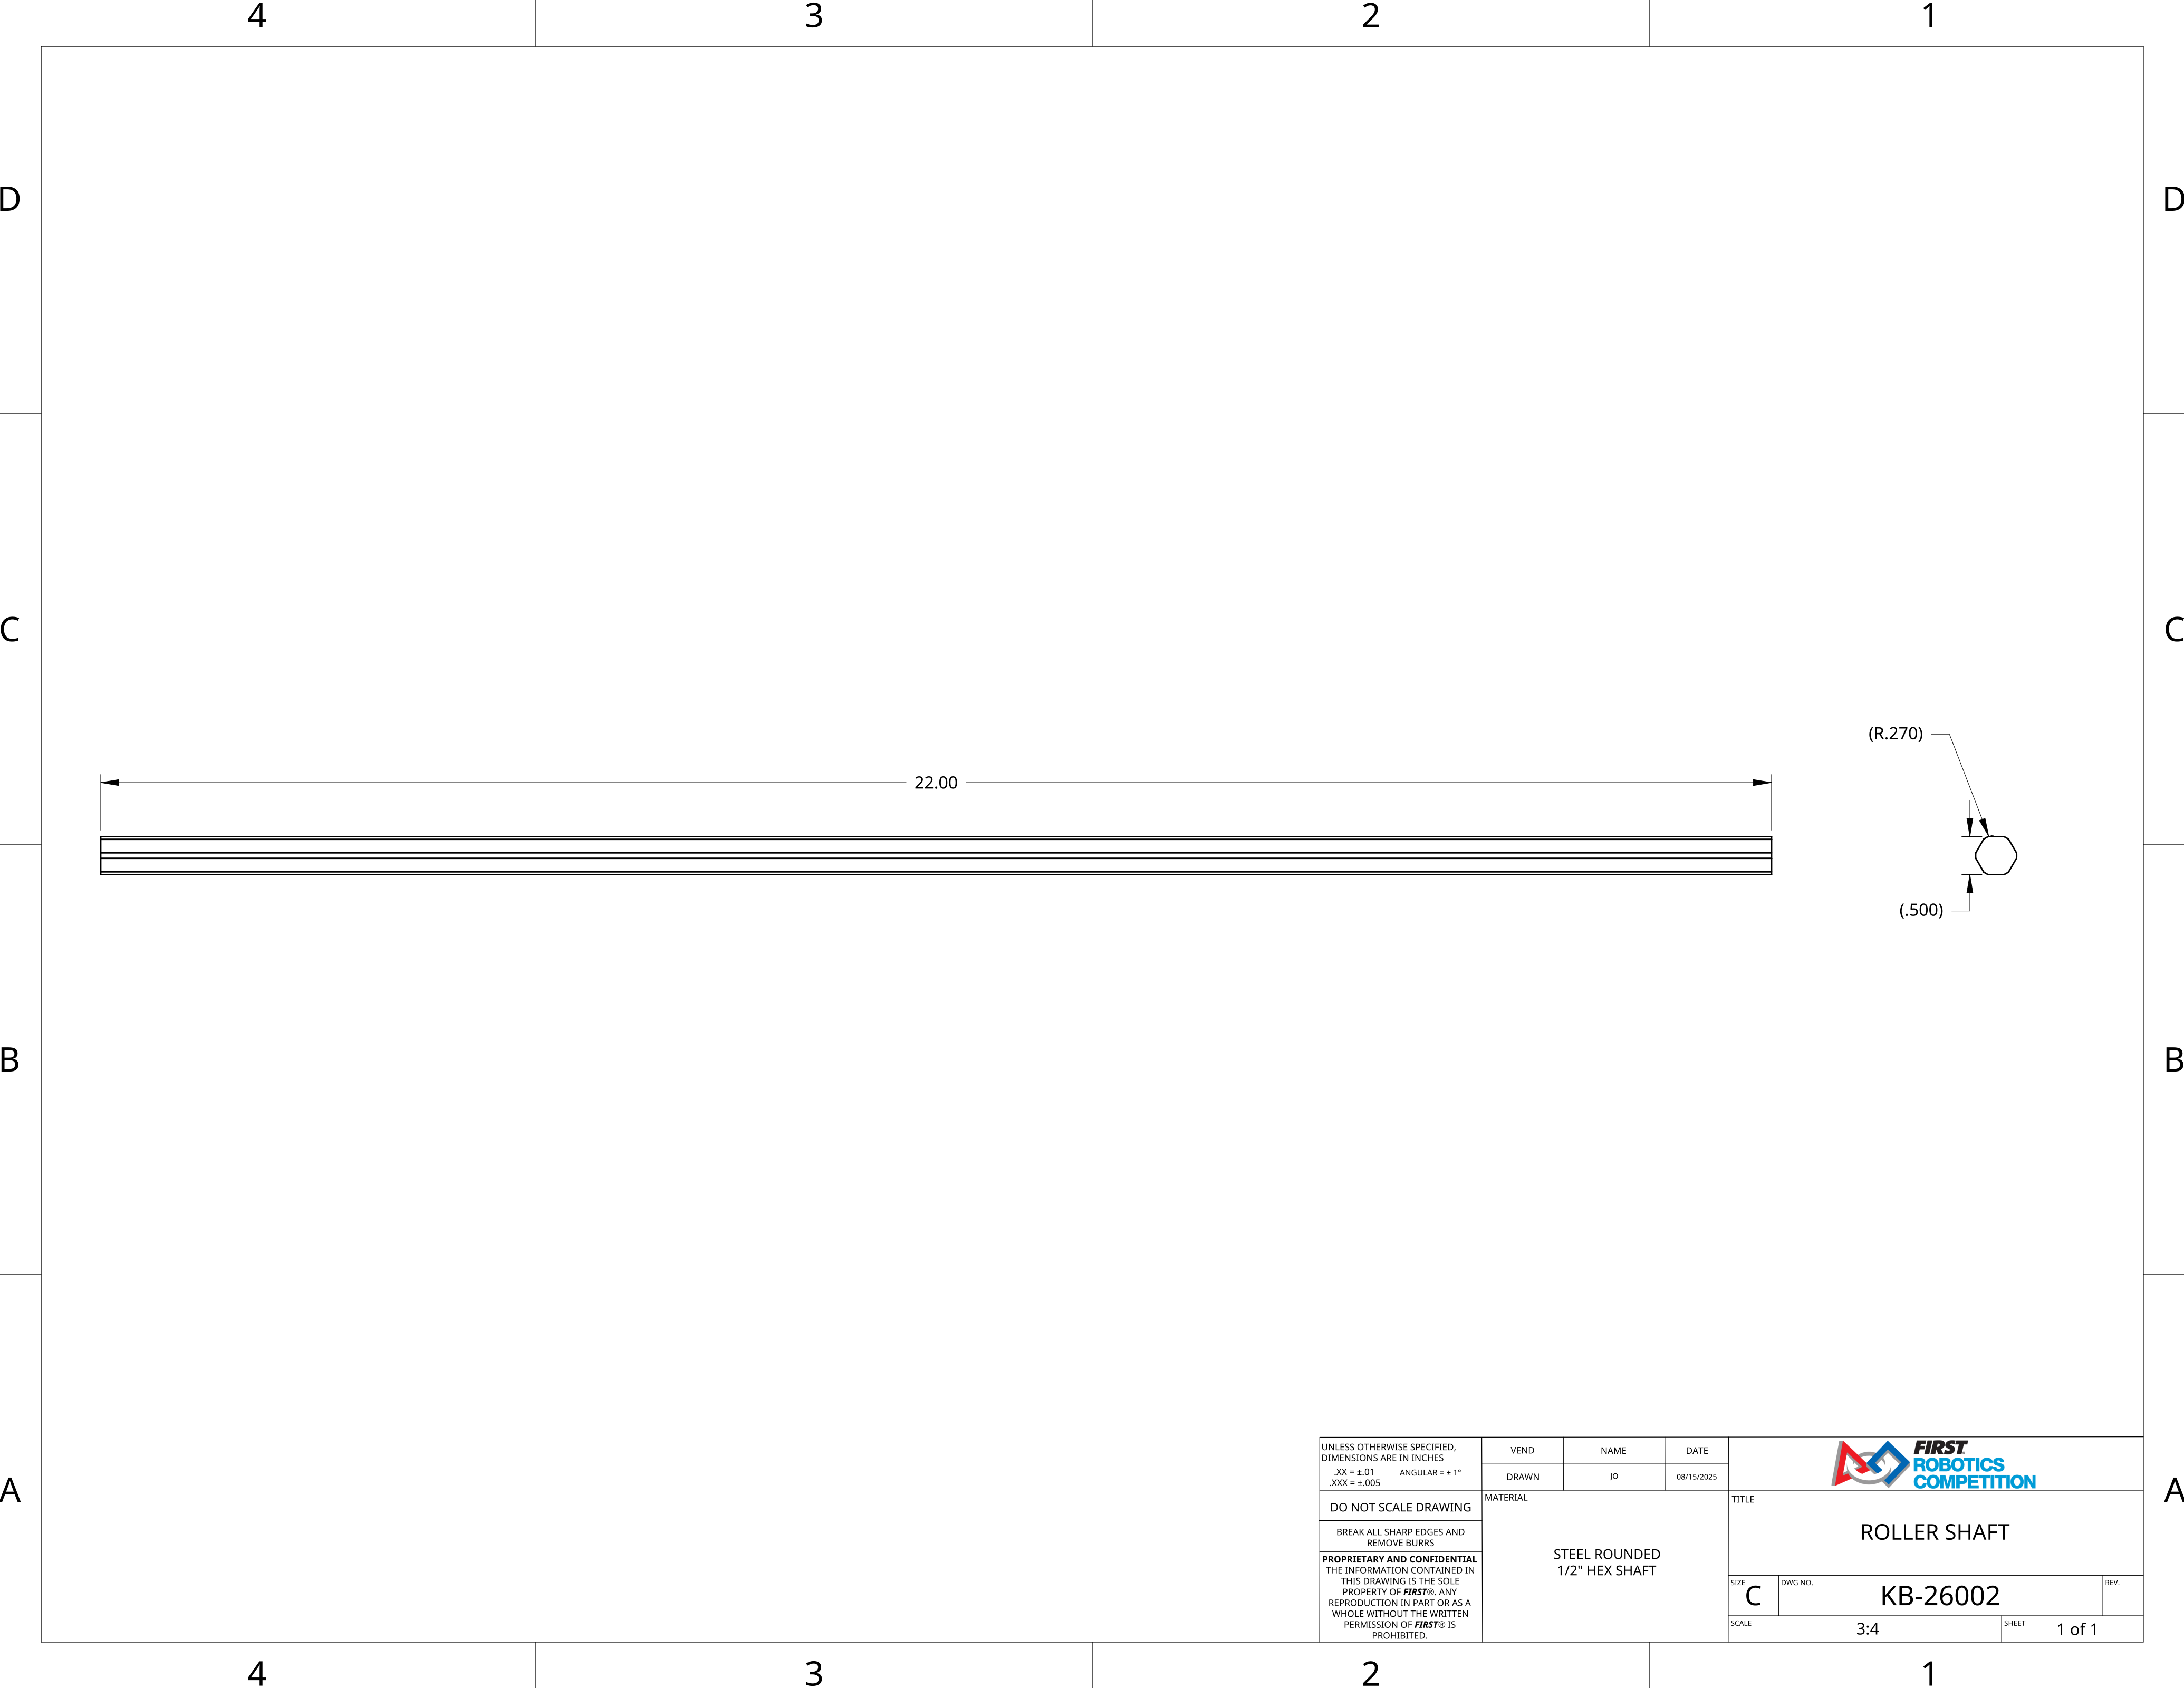 4 3 2 1
D D
C C
(R.270)
22.00
(.500)
B B
A A
UNLESS OTHERWISE SPECIFIED,
DIMENSIONS ARE IN INCHES
.XX = ±.01 ANGULAR = ± 1°
.XXX = ±.005
DO NOT SCALE DRAWING
BREAK ALL SHARP EDGES AND
REMOVE BURRS
PROPRIETARY AND CONFIDENTIAL
THE INFORMATION CONTAINED IN
THIS DRAWING IS THE SOLE
PROPERTY OF FIRST®. ANY
REPRODUCTION IN PART OR AS A
WHOLE WITHOUT THE WRITTEN
PERMISSION OF FIRST® IS
PROHIBITED.
VEND NAME DATE
DRAWN JO 08/15/2025
MATERIAL
STEEL ROUNDED
1/2" HEX SHAFT
FIRST®
ROBOTICS
COMPETITION
TITLE
ROLLER SHAFT
SIZE C DWG NO. KB-26002 REV.
SCALE 3:4 SHEET 1 of 1
4 3 2 1